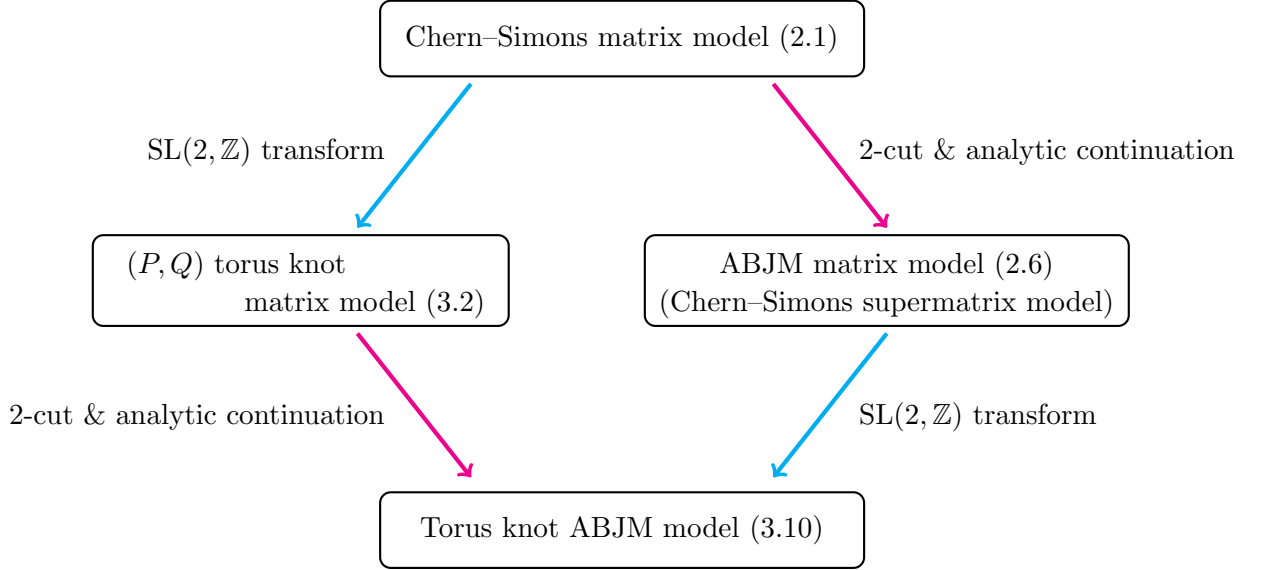 Chern–Simons matrix model (2.1)
SL(2, ℤ) transform
2-cut & analytic continuation
(P, Q) torus knot
matrix model (3.2)
ABJM matrix model (2.6)
(Chern–Simons supermatrix model)
2-cut & analytic continuation
SL(2, ℤ) transform
Torus knot ABJM model (3.10)